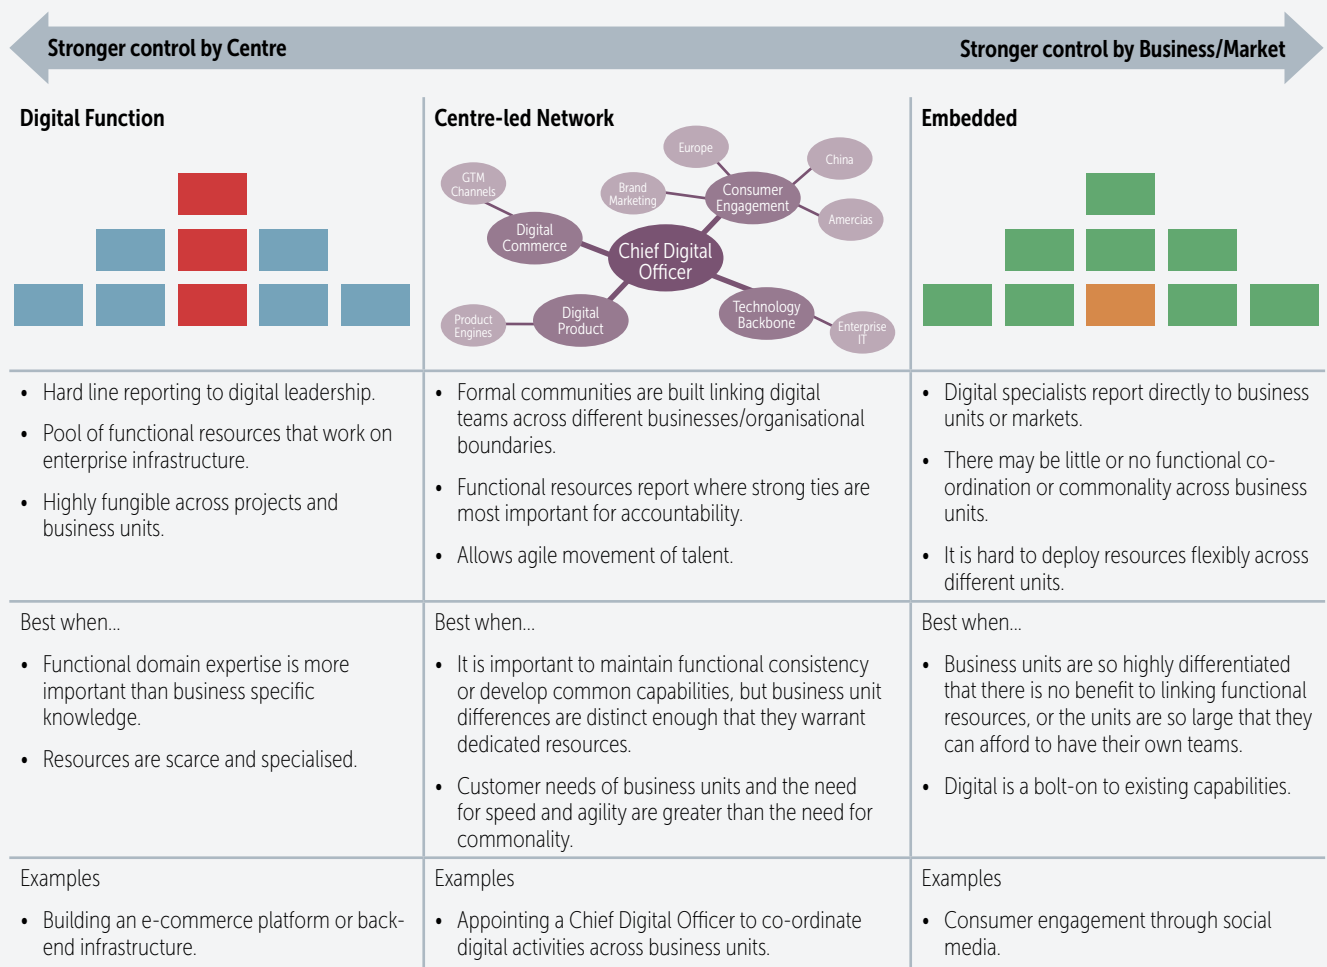 Stronger control by Centre
Stronger control by Business/Market
Digital Function
Centre-led Network
Europe
China
GTM
Channels
Brand
Marketing
Consumer
Engagement
Amercias
Digital
Commerce
Chief Digital
Officer
Product
Engines
Digital
Product
Technology
Backbone
Enterprise
IT
Embedded
• Hard line reporting to digital leadership.
• Pool of functional resources that work on
enterprise infrastructure.
• Highly fungible across projects and
business units.
• Formal communities are built linking digital
teams across different businesses/organisational
boundaries.
• Functional resources report where strong ties are
most important for accountability.
• Allows agile movement of talent.
• Digital specialists report directly to business
units or markets.
• There may be little or no functional co-
ordination or commonality across business
units.
• It is hard to deploy resources flexibly across
different units.
Best when...
• Functional domain expertise is more
important than business specific
knowledge.
• Resources are scarce and specialised.
Best when...
• It is important to maintain functional consistency
or develop common capabilities, but business unit
differences are distinct enough that they warrant
dedicated resources.
• Customer needs of business units and the need
for speed and agility are greater than the need for
commonality.
Best when...
• Business units are so highly differentiated
that there is no benefit to linking functional
resources, or the units are so large that they
can afford to have their own teams.
• Digital is a bolt-on to existing capabilities.
Examples
• Building an e-commerce platform or back-
end infrastructure.
Examples
• Appointing a Chief Digital Officer to co-ordinate
digital activities across business units.
Examples
• Consumer engagement through social
media.